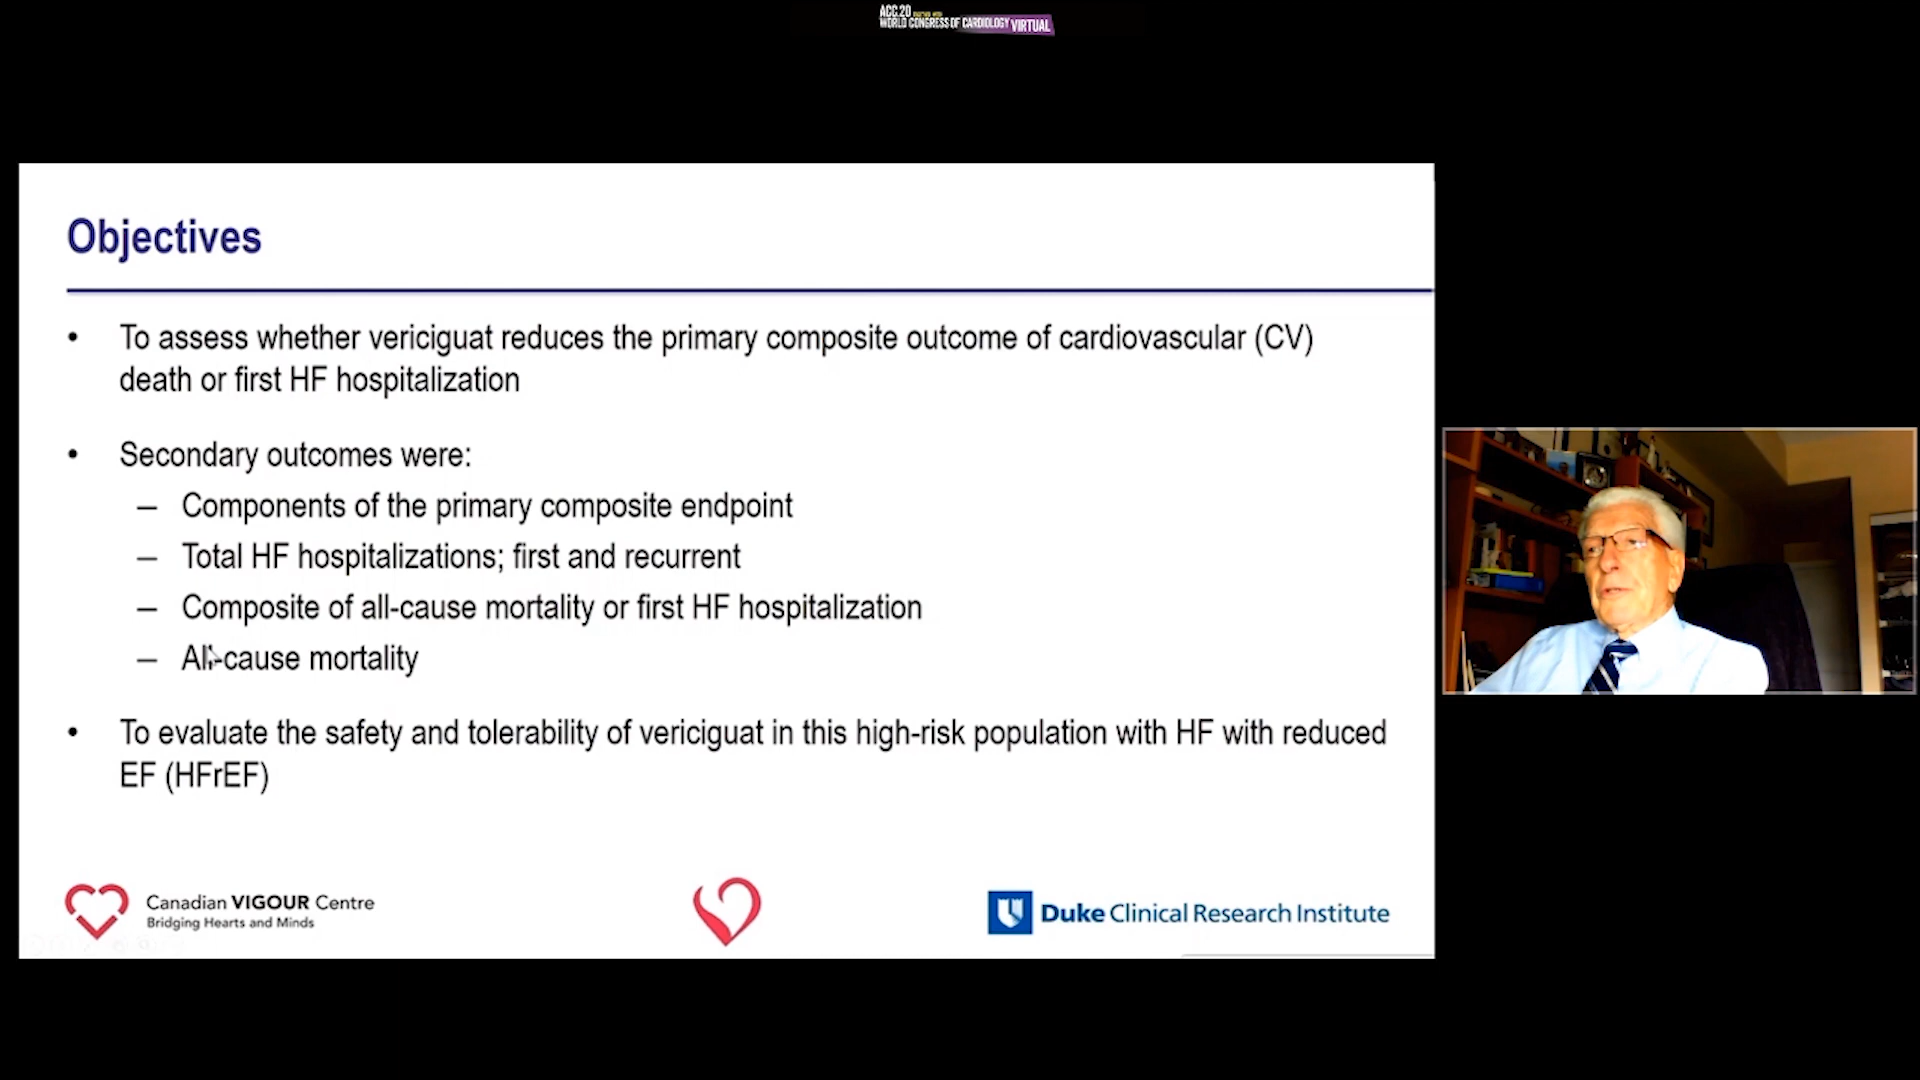 ACC.20
WORLD CONGRESS OF CARDIOLOGY VIRTUAL
Objectives
• To assess whether vericiguat reduces the primary composite outcome of cardiovascular (CV)
death or first HF hospitalization
• Secondary outcomes were:
– Components of the primary composite endpoint
– Total HF hospitalizations; first and recurrent
– Composite of all-cause mortality or first HF hospitalization
– All-cause mortality
• To evaluate the safety and tolerability of vericiguat in this high-risk population with HF with reduced
EF (HFrEF)
Canadian VIGOUR Centre
Bridging Hearts and Minds
Duke Clinical Research Institute